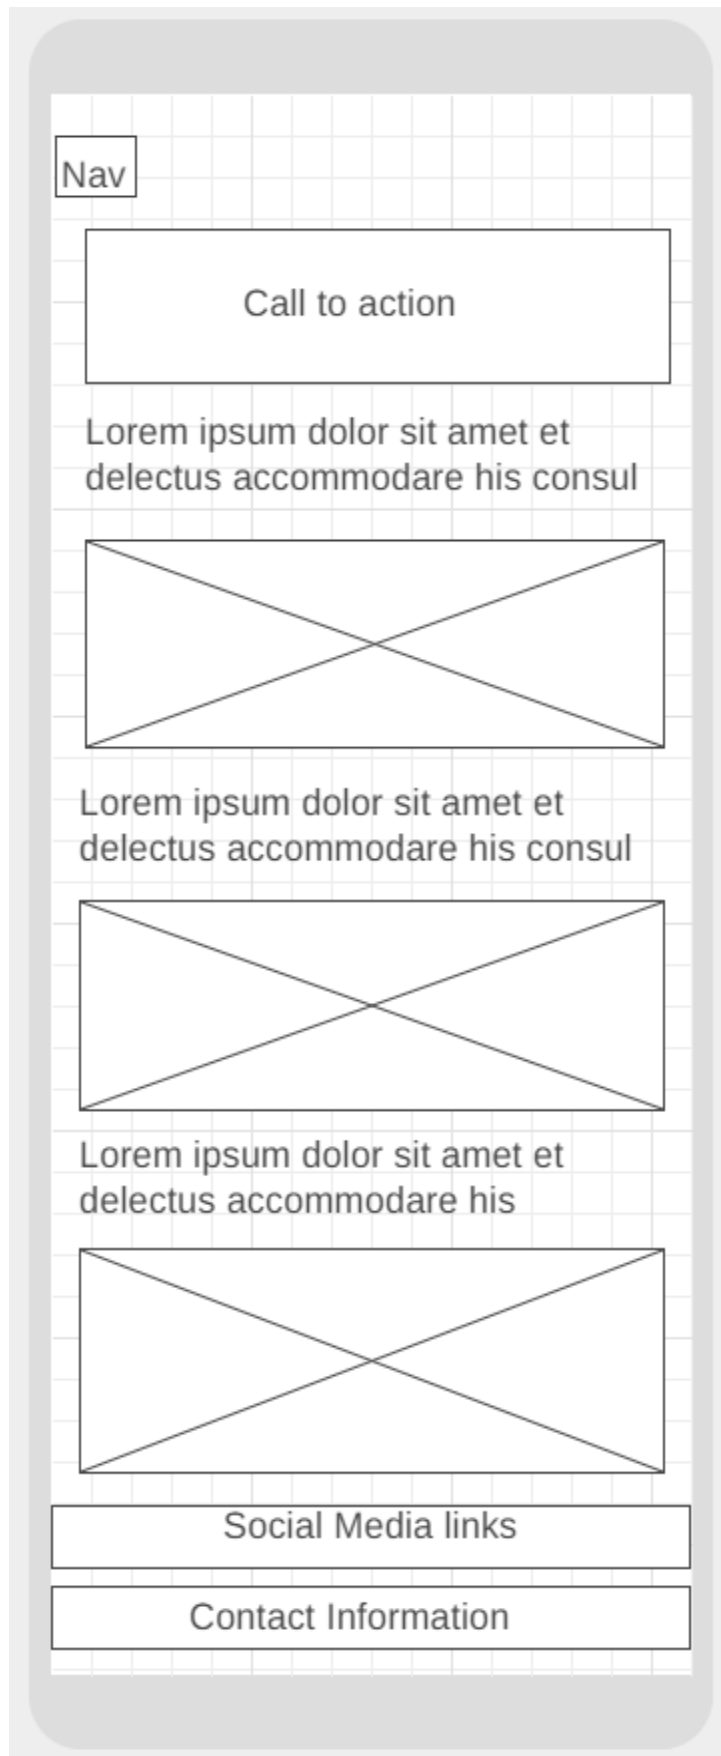 Nav
Call to action
Lorem ipsum dolor sit amet et
delectus accommodare his consul
Lorem ipsum dolor sit amet et
delectus accommodare his consul
Lorem ipsum dolor sit amet et
delectus accommodare his
Social Media links
Contact Information